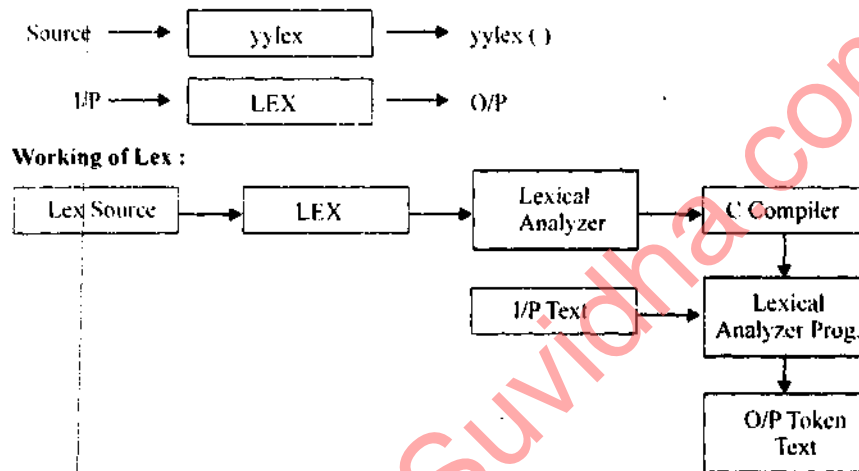 Source yylex yylex ( )
I/P LEX O/P
Working of Lex :
Lex Source LEX Lexical Analyzer C Compiler
I/P Text Lexical Analyzer Prog.
O/P Token Text
Suvidha.co